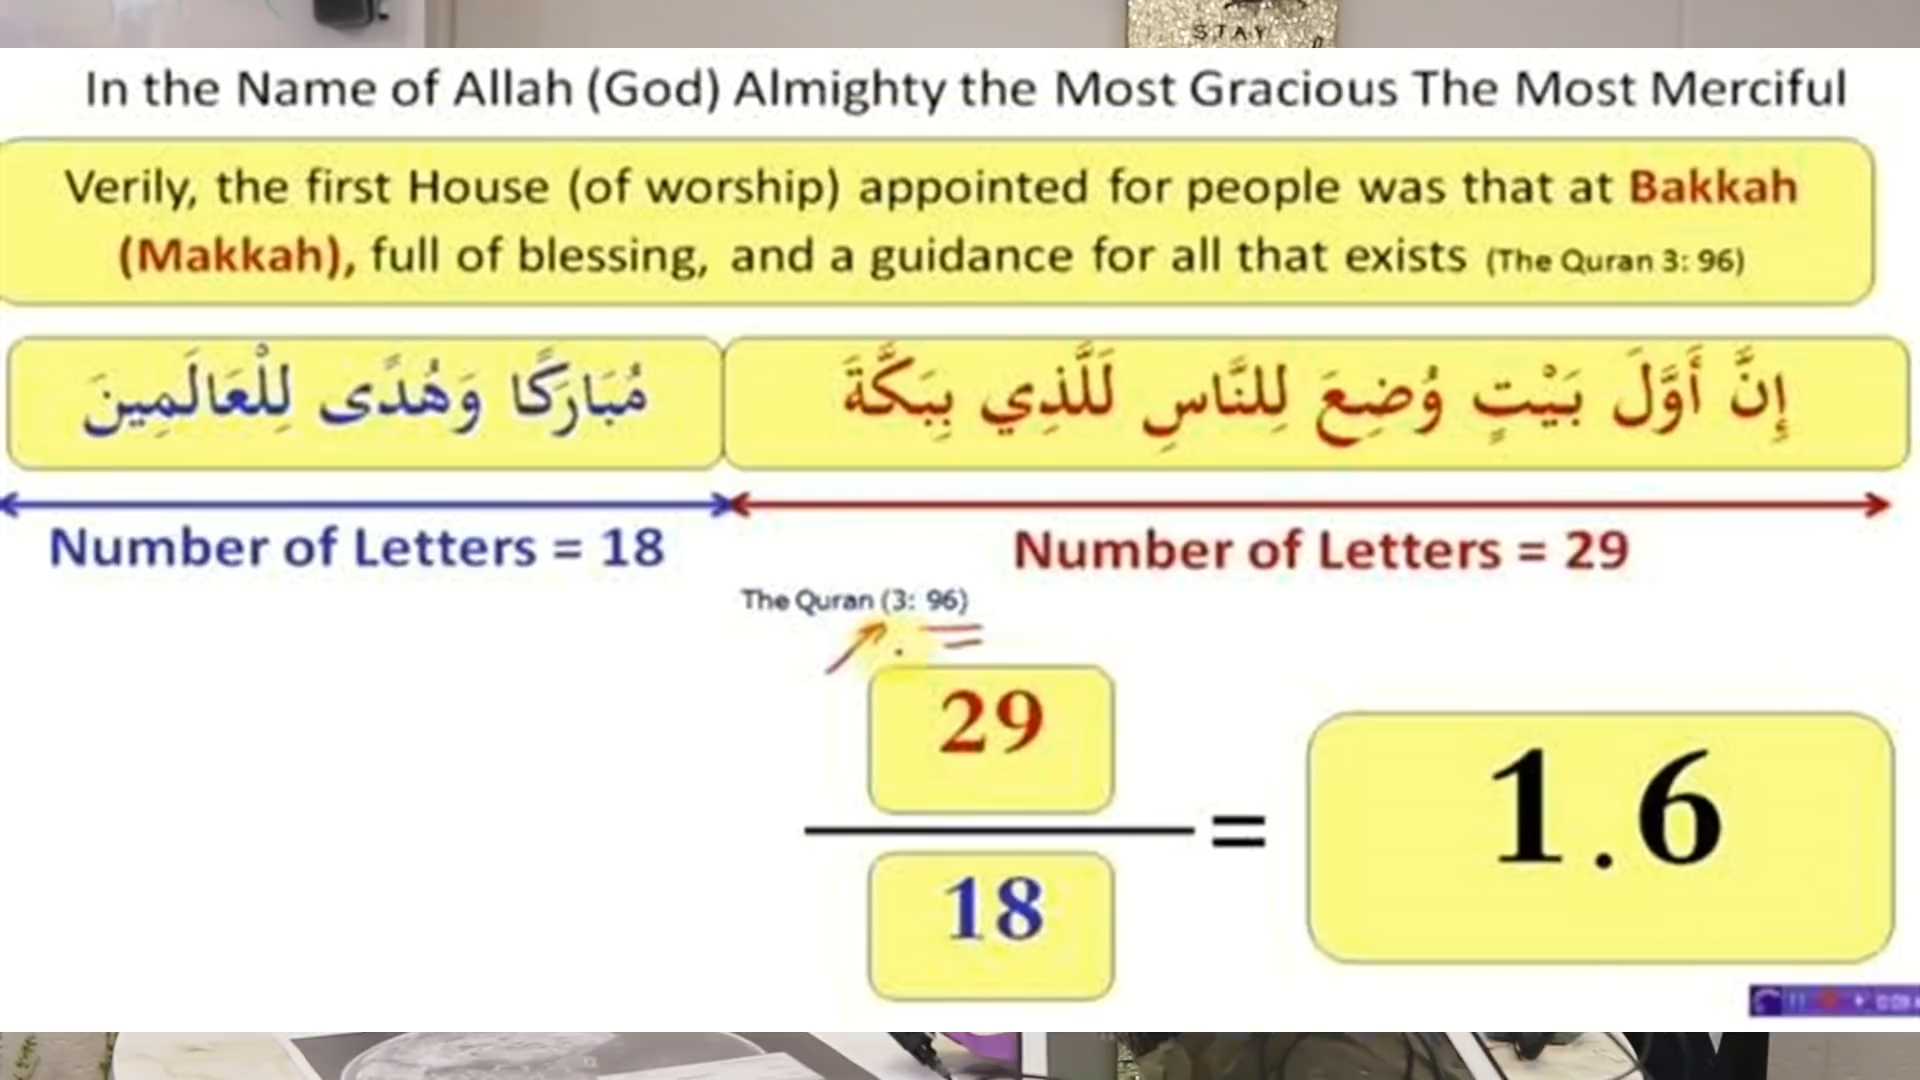 STAY
In the Name of Allah (God) Almighty the Most Gracious The Most Merciful
Verily, the first House (of worship) appointed for people was that at Bakkah
(Makkah), full of blessing, and a guidance for all that exists (The Quran 3: 96)
إِنَّ أَوَّلَ بَيْتٍ وُضِعَ لِلنَّاسِ لَلَّذِي بِبَكَّةَ مُبَارَكًا وَهُدًى لِلْعَالَمِينَ
Number of Letters = 18 Number of Letters = 29
The Quran (3: 96)
29
18
= 1.6